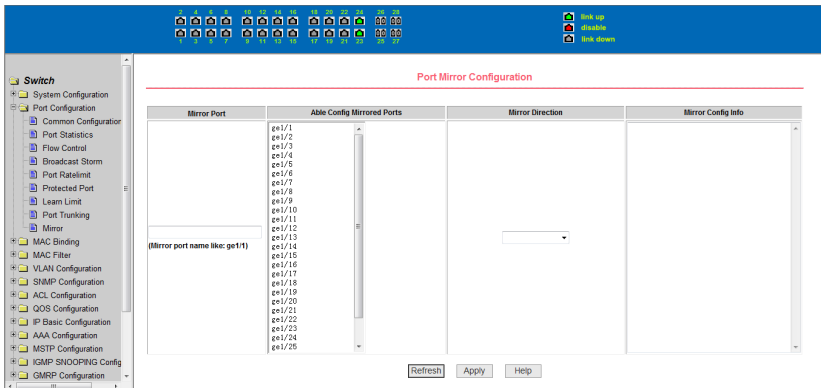 2 4 6 8 10 12 14 16 18 20 22 24 26 28
1 3 5 7 9 11 13 15 17 19 21 23 25 27
link up
disable
link down
Switch
System Configuration
Port Configuration
Common Configuration
Port Statistics
Flow Control
Broadcast Storm
Port Ratelimit
Protected Port
Learn Limit
Port Trunking
Mirror
MAC Binding
MAC Filter
VLAN Configuration
SNMP Configuration
ACL Configuration
QOS Configuration
IP Basic Configuration
AAA Configuration
MSTP Configuration
IGMP SNOOPING Config
GMRP Configuration
Port Mirror Configuration
Mirror Port Able Config Mirrored Ports Mirror Direction Mirror Config Info
(Mirror port name like: ge1/1)
ge1/1
ge1/2
ge1/3
ge1/4
ge1/5
ge1/6
ge1/7
ge1/8
ge1/9
ge1/10
ge1/11
ge1/12
ge1/13
ge1/14
ge1/15
ge1/16
ge1/17
ge1/18
ge1/19
ge1/20
ge1/21
ge1/22
ge1/23
ge1/24
ge1/25
Refresh Apply Help